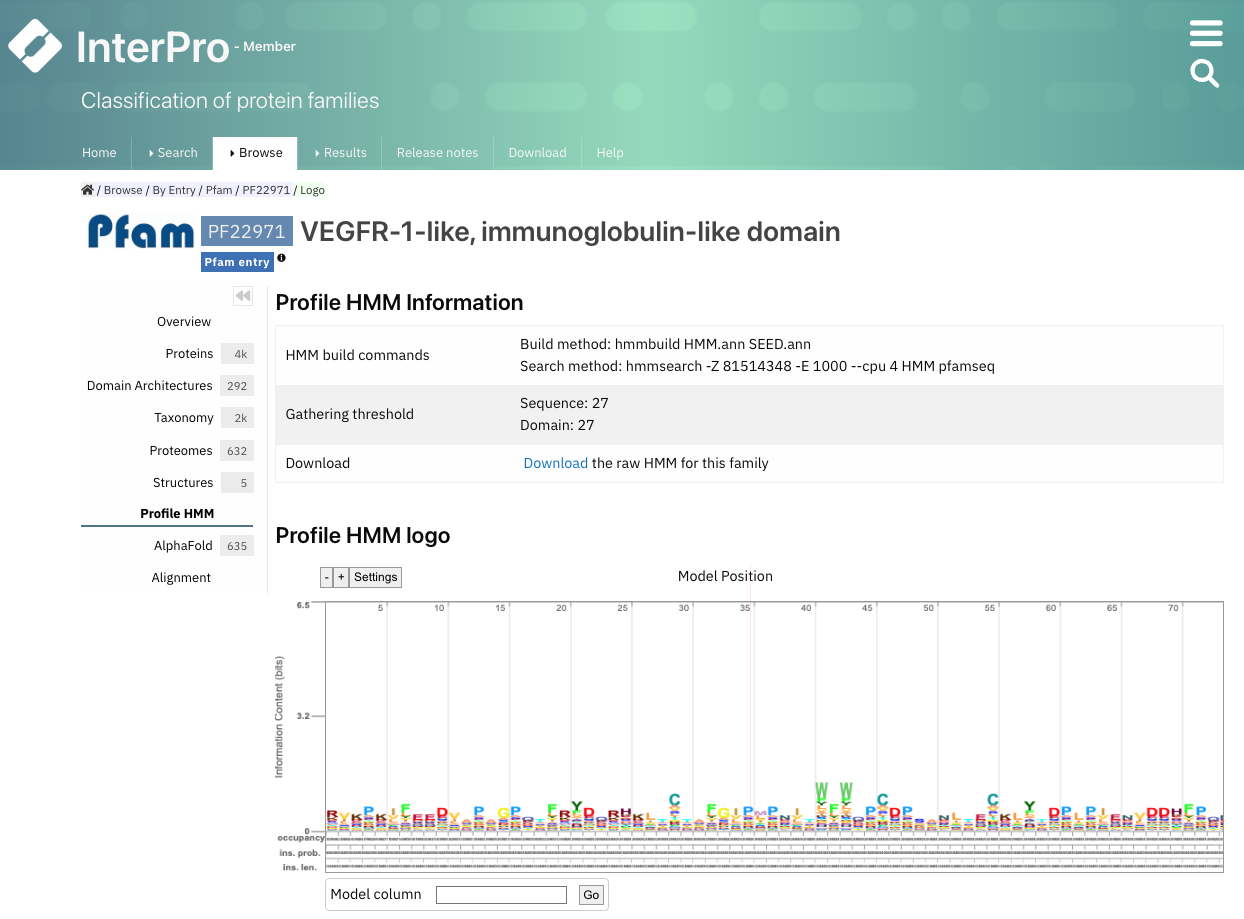 InterPro - Member
Classification of protein families
Home Search Browse Results Release notes Download Help
/ Browse / By Entry / Pfam / PF22971 / Logo
Pfam PF22971 VEGFR-1-like, immunoglobulin-like domain
Pfam entry
Overview
Proteins 4k
Domain Architectures 292
Taxonomy 2k
Proteomes 632
Structures 5
Profile HMM
AlphaFold 635
Alignment
Profile HMM Information
HMM build commands
Build method: hmmbuild HMM.ann SEED.ann
Search method: hmmsearch -Z 81514348 -E 1000 --cpu 4 HMM pfamseq
Gathering threshold
Sequence: 27
Domain: 27
Download
Download the raw HMM for this family
Profile HMM logo
- + Settings
Model Position
6.5 5 10 15 20 25 30 35 40 45 50 55 60 65 70
Information Content (bits)
3.2
0
occupancy
ins. prob.
ins. len.
Model column Go